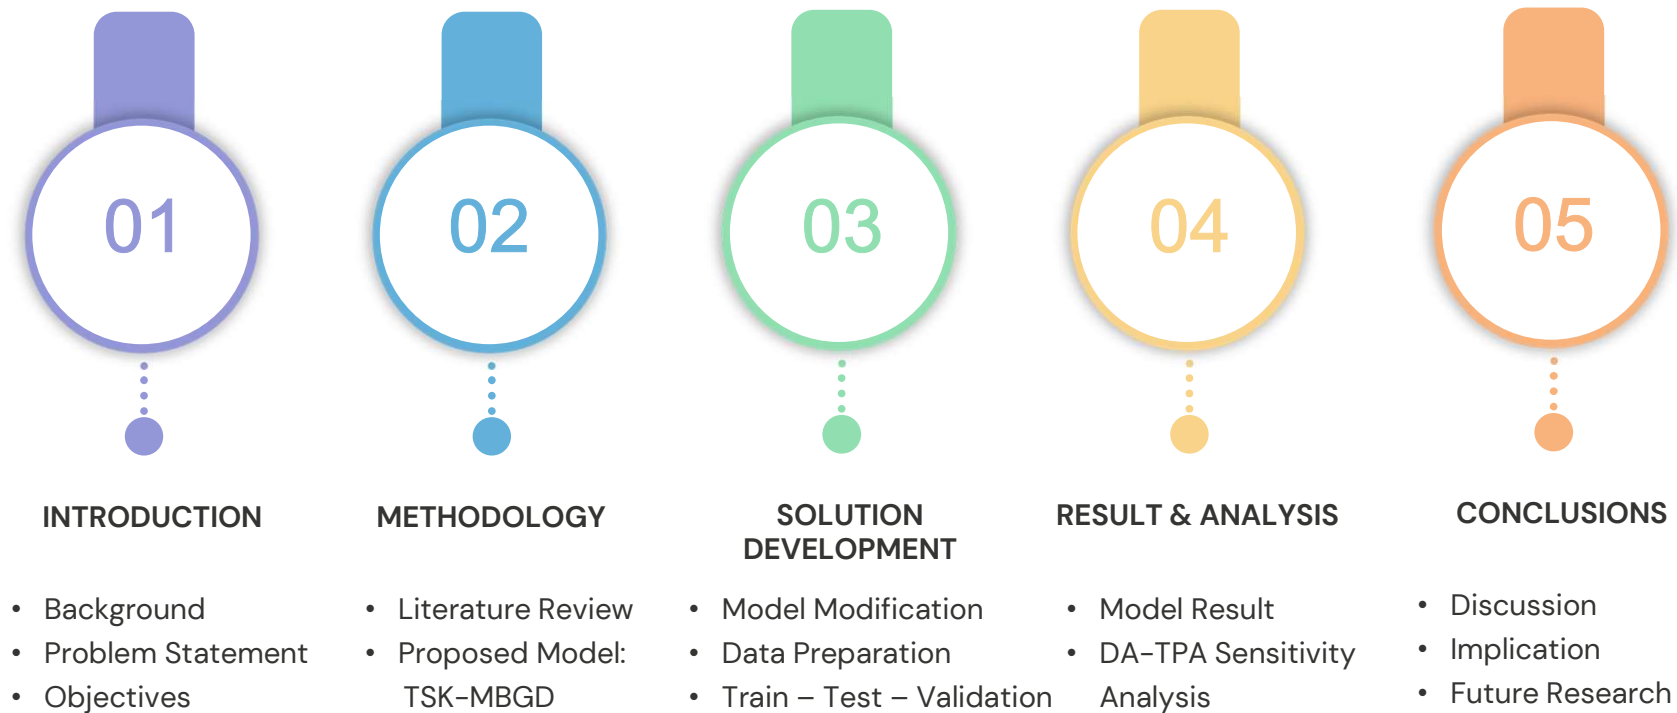 01
INTRODUCTION
• Background
• Problem Statement
• Objectives
02
METHODOLOGY
• Literature Review
• Proposed Model:
TSK-MBGD
03
SOLUTION
DEVELOPMENT
• Model Modification
• Data Preparation
• Train – Test – Validation
04
RESULT & ANALYSIS
• Model Result
• DA-TPA Sensitivity
Analysis
05
CONCLUSIONS
• Discussion
• Implication
• Future Research